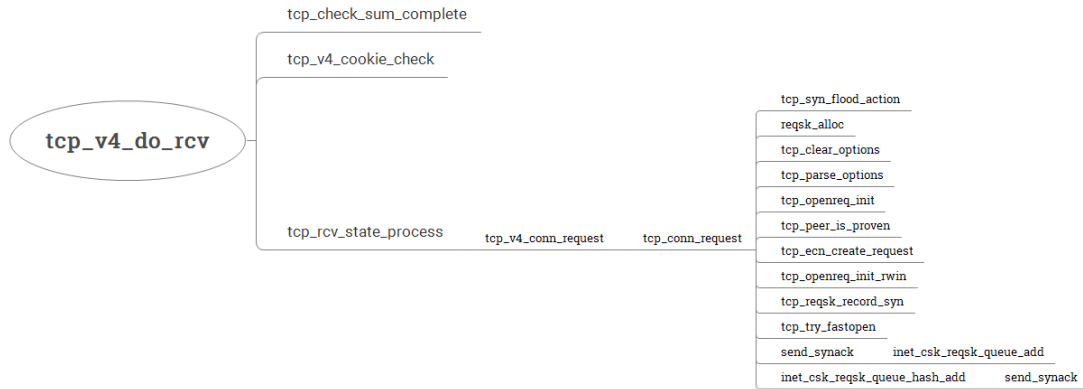 tcp_check_sum_complete
tcp_v4_cookie_check
tcp_v4_do_rcv
tcp_rcv_state_process
tcp_v4_conn_request
tcp_conn_request
tcp_syn_flood_action
reqsk_alloc
tcp_clear_options
tcp_parse_options
tcp_openreq_init
tcp_peer_is_proven
tcp_ecn_create_request
tcp_openreq_init_rwin
tcp_reqsk_record_syn
tcp_try_fastopen
send_synack inet_csk_reqsk_queue_add
inet_csk_reqsk_queue_hash_add send_synack